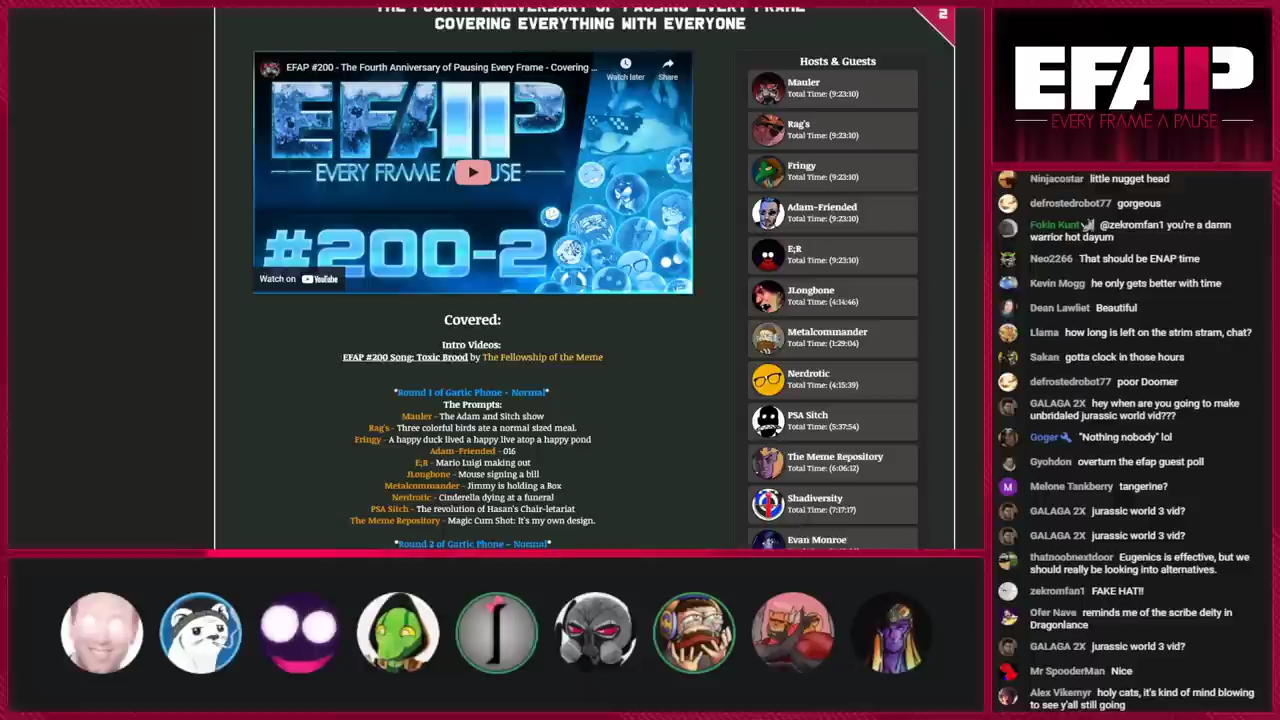 THE FOURTH ANNIVERSARY OF PAUSING EVERY FRAME
COVERING EVERYTHING WITH EVERYONE
2
EFAP #200 - The Fourth Anniversary of Pausing Every Frame - Covering ...
Watch later
Share
EFAP
EVERY FRAME A PAUSE
#200-2
Watch on YouTube
Covered:
Intro Videos:
EFAP #200 Song: Toxic Brood by The Fellowship of the Meme
*Round 1 of Gartic Phone - Normal*
The Prompts:
Mauler - The Adam and Sitch show
Rag's - Three colorful birds ate a normal sized meal.
Fringy - A happy duck lived a happy live atop a happy pond
Adam-Friended - 016
E;R - Mario Luigi making out
JLongbone - Mouse signing a bill
Metalcommander - Jimmy is holding a Box
Nerdrotic - Cinderella dying at a funeral
PSA Sitch - The revolution of Hasan's Chair-letariat
The Meme Repository - Magic Cum Shot: It's my own design.
*Round 2 of Gartic Phone - Normal*
Hosts & Guests
Mauler
Total Time: (9:23:10)
Rag's
Total Time: (9:23:10)
Fringy
Total Time: (9:23:10)
Adam-Friended
Total Time: (9:23:10)
E;R
Total Time: (9:23:10)
JLongbone
Total Time: (4:14:46)
Metalcommander
Total Time: (1:29:04)
Nerdrotic
Total Time: (4:15:39)
PSA Sitch
Total Time: (5:37:54)
The Meme Repository
Total Time: (6:06:12)
Shadiversity
Total Time: (7:17:17)
Evan Monroe
EFAP
EVERY FRAME A PAUSE
Ninjacostar little nugget head
defrostedrobot77 gorgeous
Fokin Kunt @zekromfan1 you're a damn
warrior hot dayum
Neo2266 That should be ENAP time
Kevin Mogg he only gets better with time
Dean Lawliet Beautiful
Llama how long is left on the strim stram, chat?
Sakan gotta clock in those hours
defrostedrobot77 poor Doomer
GALAGA 2X hey when are you going to make
unbridaled jurassic world vid???
Goger "Nothing nobody" lol
Gyohdon overturn the efap guest poll
M
Melone Tankberry tangerine?
GALAGA 2X jurassic world 3 vid?
GALAGA 2X jurassic world 3 vid?
thatnoobnextdoor Eugenics is effective, but we
should really be looking into alternatives.
zekromfan1 FAKE HAT!!
Ofer Nave reminds me of the scribe deity in
Dragonlance
GALAGA 2X jurassic world 3 vid?
Mr SpooderMan Nice
Alex Vikemyr holy cats, it's kind of mind blowing
to see y'all still going